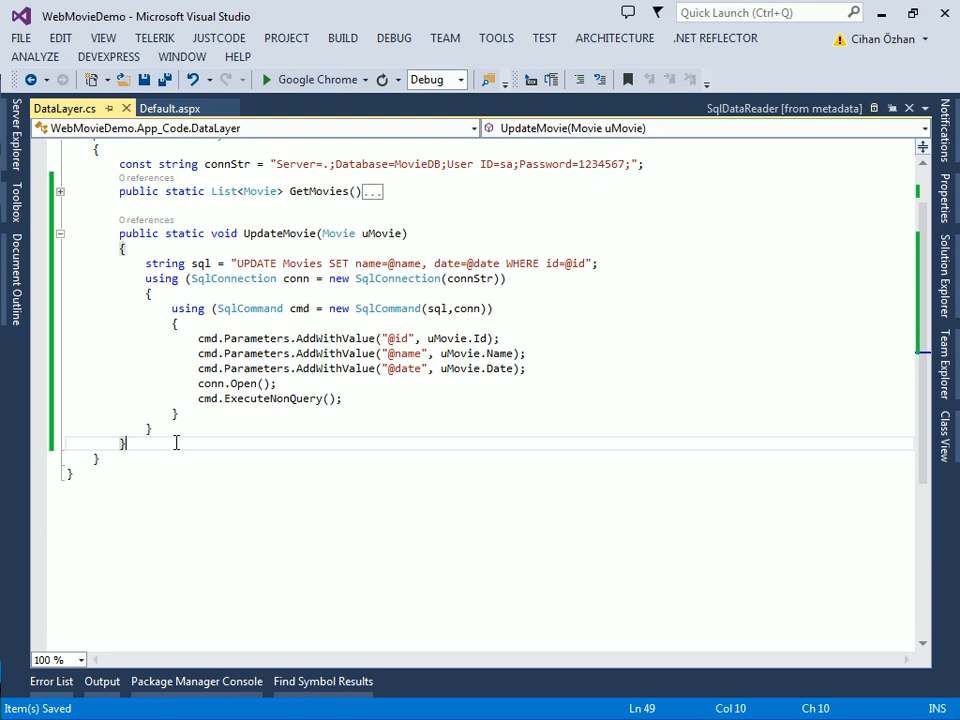 WebMovieDemo - Microsoft Visual Studio
Quick Launch (Ctrl+Q)
FILE EDIT VIEW TELERIK JUSTCODE PROJECT BUILD DEBUG TEAM TOOLS TEST ARCHITECTURE .NET REFLECTOR
Cihan Özhan
ANALYZE DEVEXPRESS WINDOW HELP
Google Chrome
Debug
DataLayer.cs
Default.aspx
SqlDataReader [from metadata]
WebMovieDemo.App_Code.DataLayer
UpdateMovie(Movie uMovie)
Server Explorer
Toolbox
Document Outline
{
const string connStr = "Server=.;Database=MovieDB;User ID=sa;Password=1234567;";
0 references
public static List<Movie> GetMovies()...
0 references
public static void UpdateMovie(Movie uMovie)
{
string sql = "UPDATE Movies SET name=@name, date=@date WHERE id=@id";
using (SqlConnection conn = new SqlConnection(connStr))
{
using (SqlCommand cmd = new SqlCommand(sql,conn))
{
cmd.Parameters.AddWithValue("@id", uMovie.Id);
cmd.Parameters.AddWithValue("@name", uMovie.Name);
cmd.Parameters.AddWithValue("@date", uMovie.Date);
conn.Open();
cmd.ExecuteNonQuery();
}
}
}
}
}
Notifications
Properties
Solution Explorer
Team Explorer
Class View
100 %
Error List
Output
Package Manager Console
Find Symbol Results
Item(s) Saved
Ln 49
Col 10
Ch 10
INS